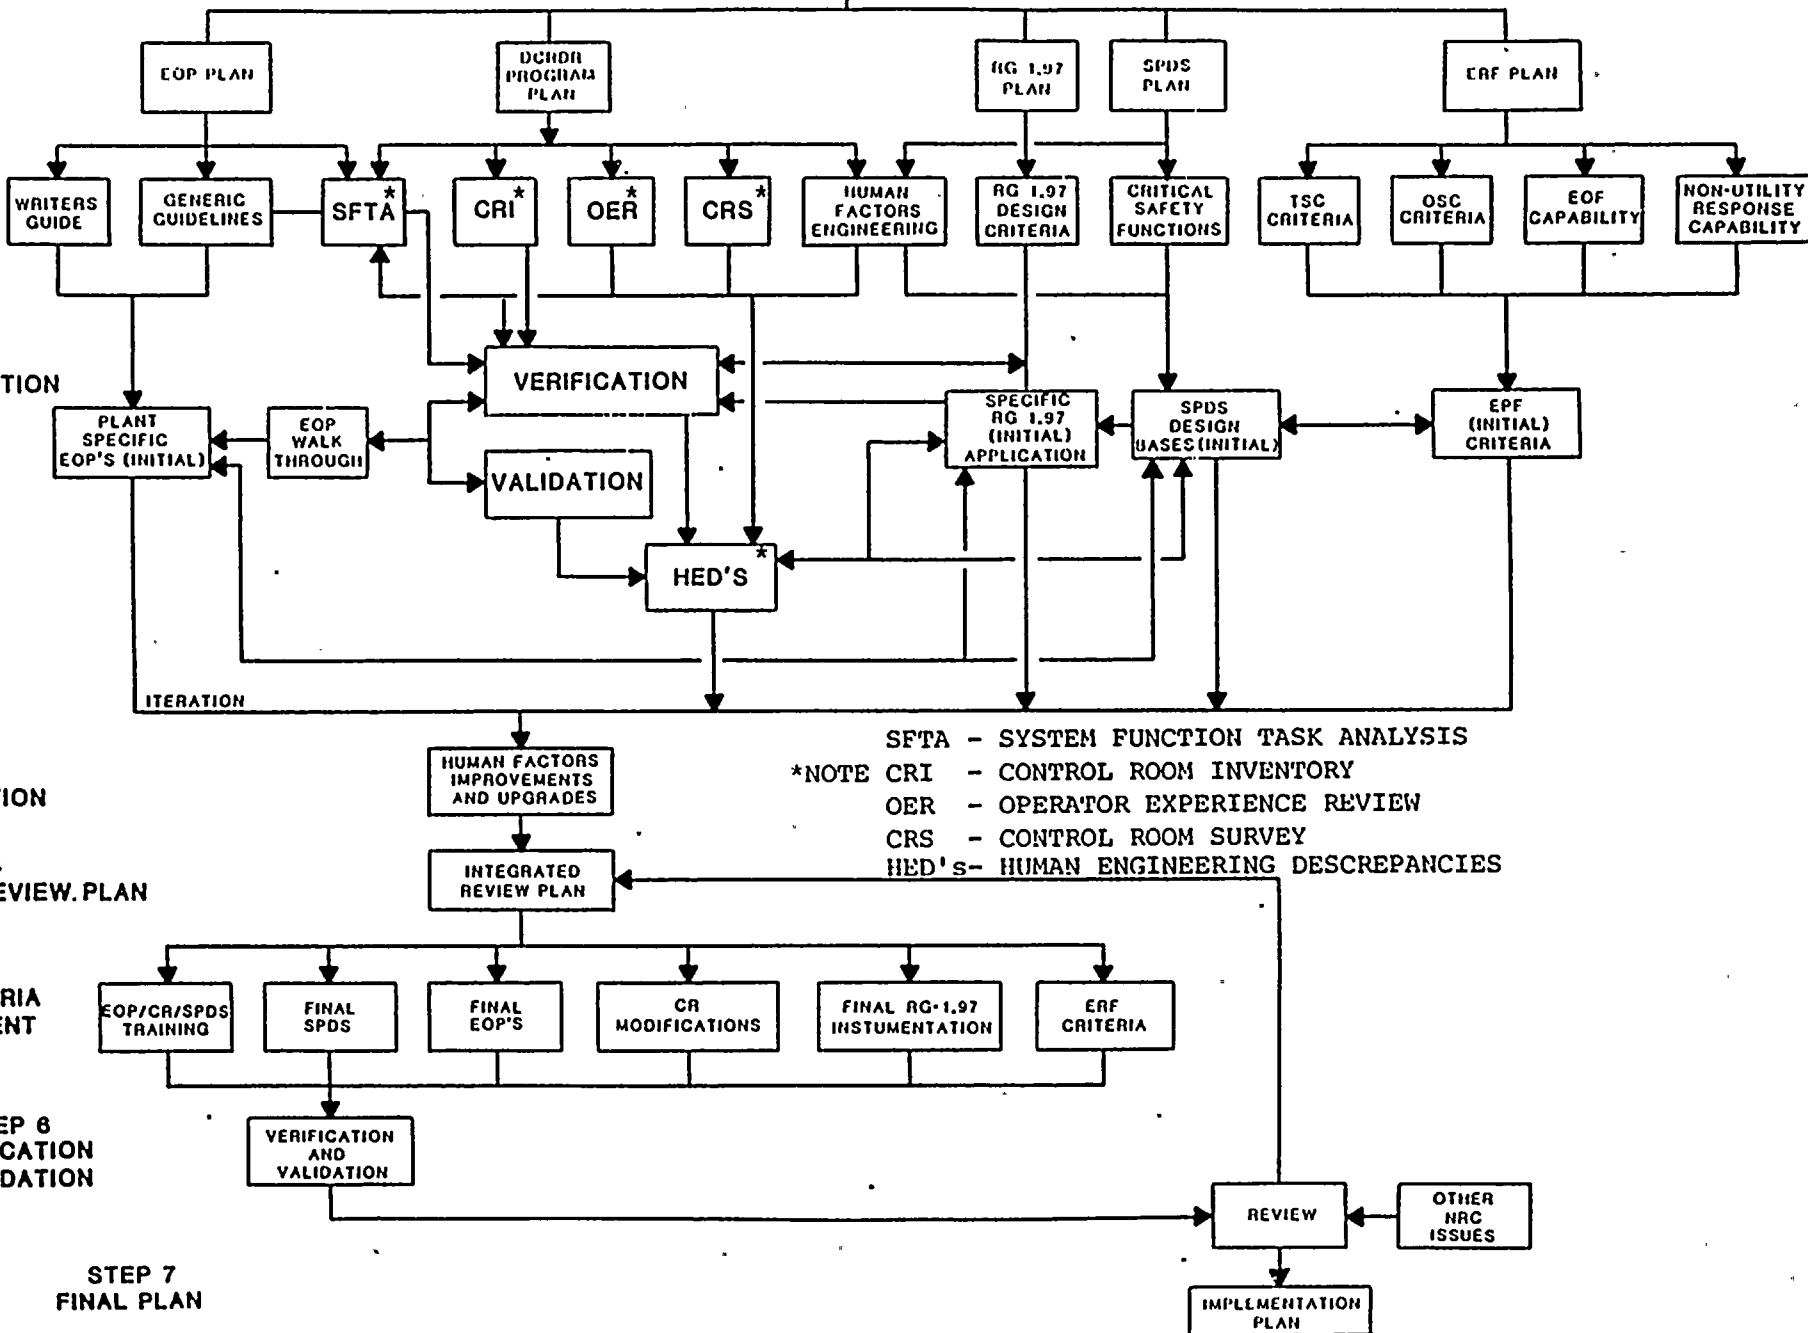 EOP PLAN
DCRDR
PROGRAM
PLAN
RG 1.97
PLAN
SPDS
PLAN
ERF PLAN
WRITERS
GUIDE
GENERIC
GUIDELINES
SFTA*
CRI*
OER*
CRS*
HUMAN
FACTORS
ENGINEERING
RG 1.97
DESIGN
CRITERIA
CRITICAL
SAFETY
FUNCTIONS
TSC
CRITERIA
OSC
CRITERIA
EOF
CAPABILITY
NON-UTILITY
RESPONSE
CAPABILITY
TION
VERIFICATION
PLANT
SPECIFIC
EOP'S (INITIAL)
EOP
WALK
THROUGH
SPECIFIC
RG 1.97
(INITIAL)
APPLICATION
SPDS
DESIGN
BASES (INITIAL)
EPF
(INITIAL)
CRITERIA
VALIDATION
HED'S*
ITERATION
SFTA - SYSTEM FUNCTION TASK ANALYSIS
*NOTE CRI - CONTROL ROOM INVENTORY
OER - OPERATOR EXPERIENCE REVIEW
CRS - CONTROL ROOM SURVEY
HED's- HUMAN ENGINEERING DESCREPANCIES
HUMAN FACTORS
IMPROVEMENTS
AND UPGRADES
ION
INTEGRATED
REVIEW PLAN
EVIEW.PLAN
RIA
ENT
EOP/CR/SPDS
TRAINING
FINAL
SPDS
FINAL
EOP'S
CR
MODIFICATIONS
FINAL RG-1.97
INSTUMENTATION
ERF
CRITERIA
EP 6
CATION
DATION
VERIFICATION
AND
VALIDATION
REVIEW
OTHER
NRC
ISSUES
STEP 7
FINAL PLAN
IMPLEMENTATION
PLAN